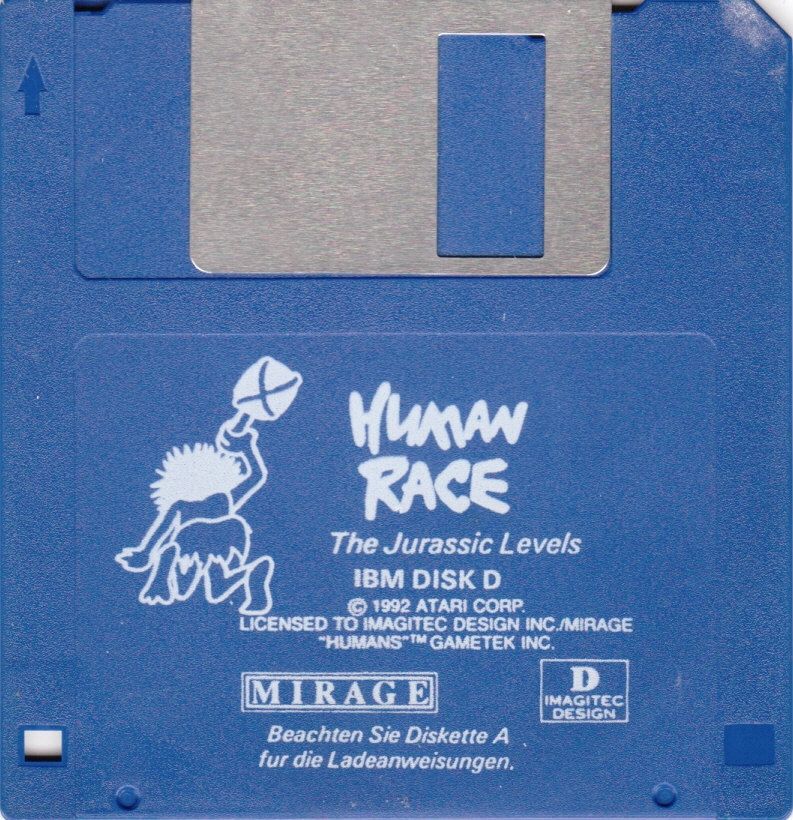 HUMAN
RACE
The Jurassic Levels
IBM DISK D
© 1992 ATARI CORP.
LICENSED TO IMAGITEC DESIGN INC./MIRAGE
"HUMANS"™ GAMETEK INC.
MIRAGE
D
IMAGITEC
DESIGN
Beachten Sie Diskette A
fur die Ladeanweisungen.